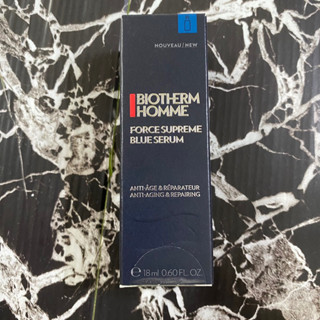 NOUVEAU | NEW
BIOTHERM
HOMME
FORCE SUPREME
BLUE SERUM
ANTI-ÂGE & RÉPARATEUR
ANTI-AGING & REPAIRING
℮ 18 ml 0.60 FL. OZ.